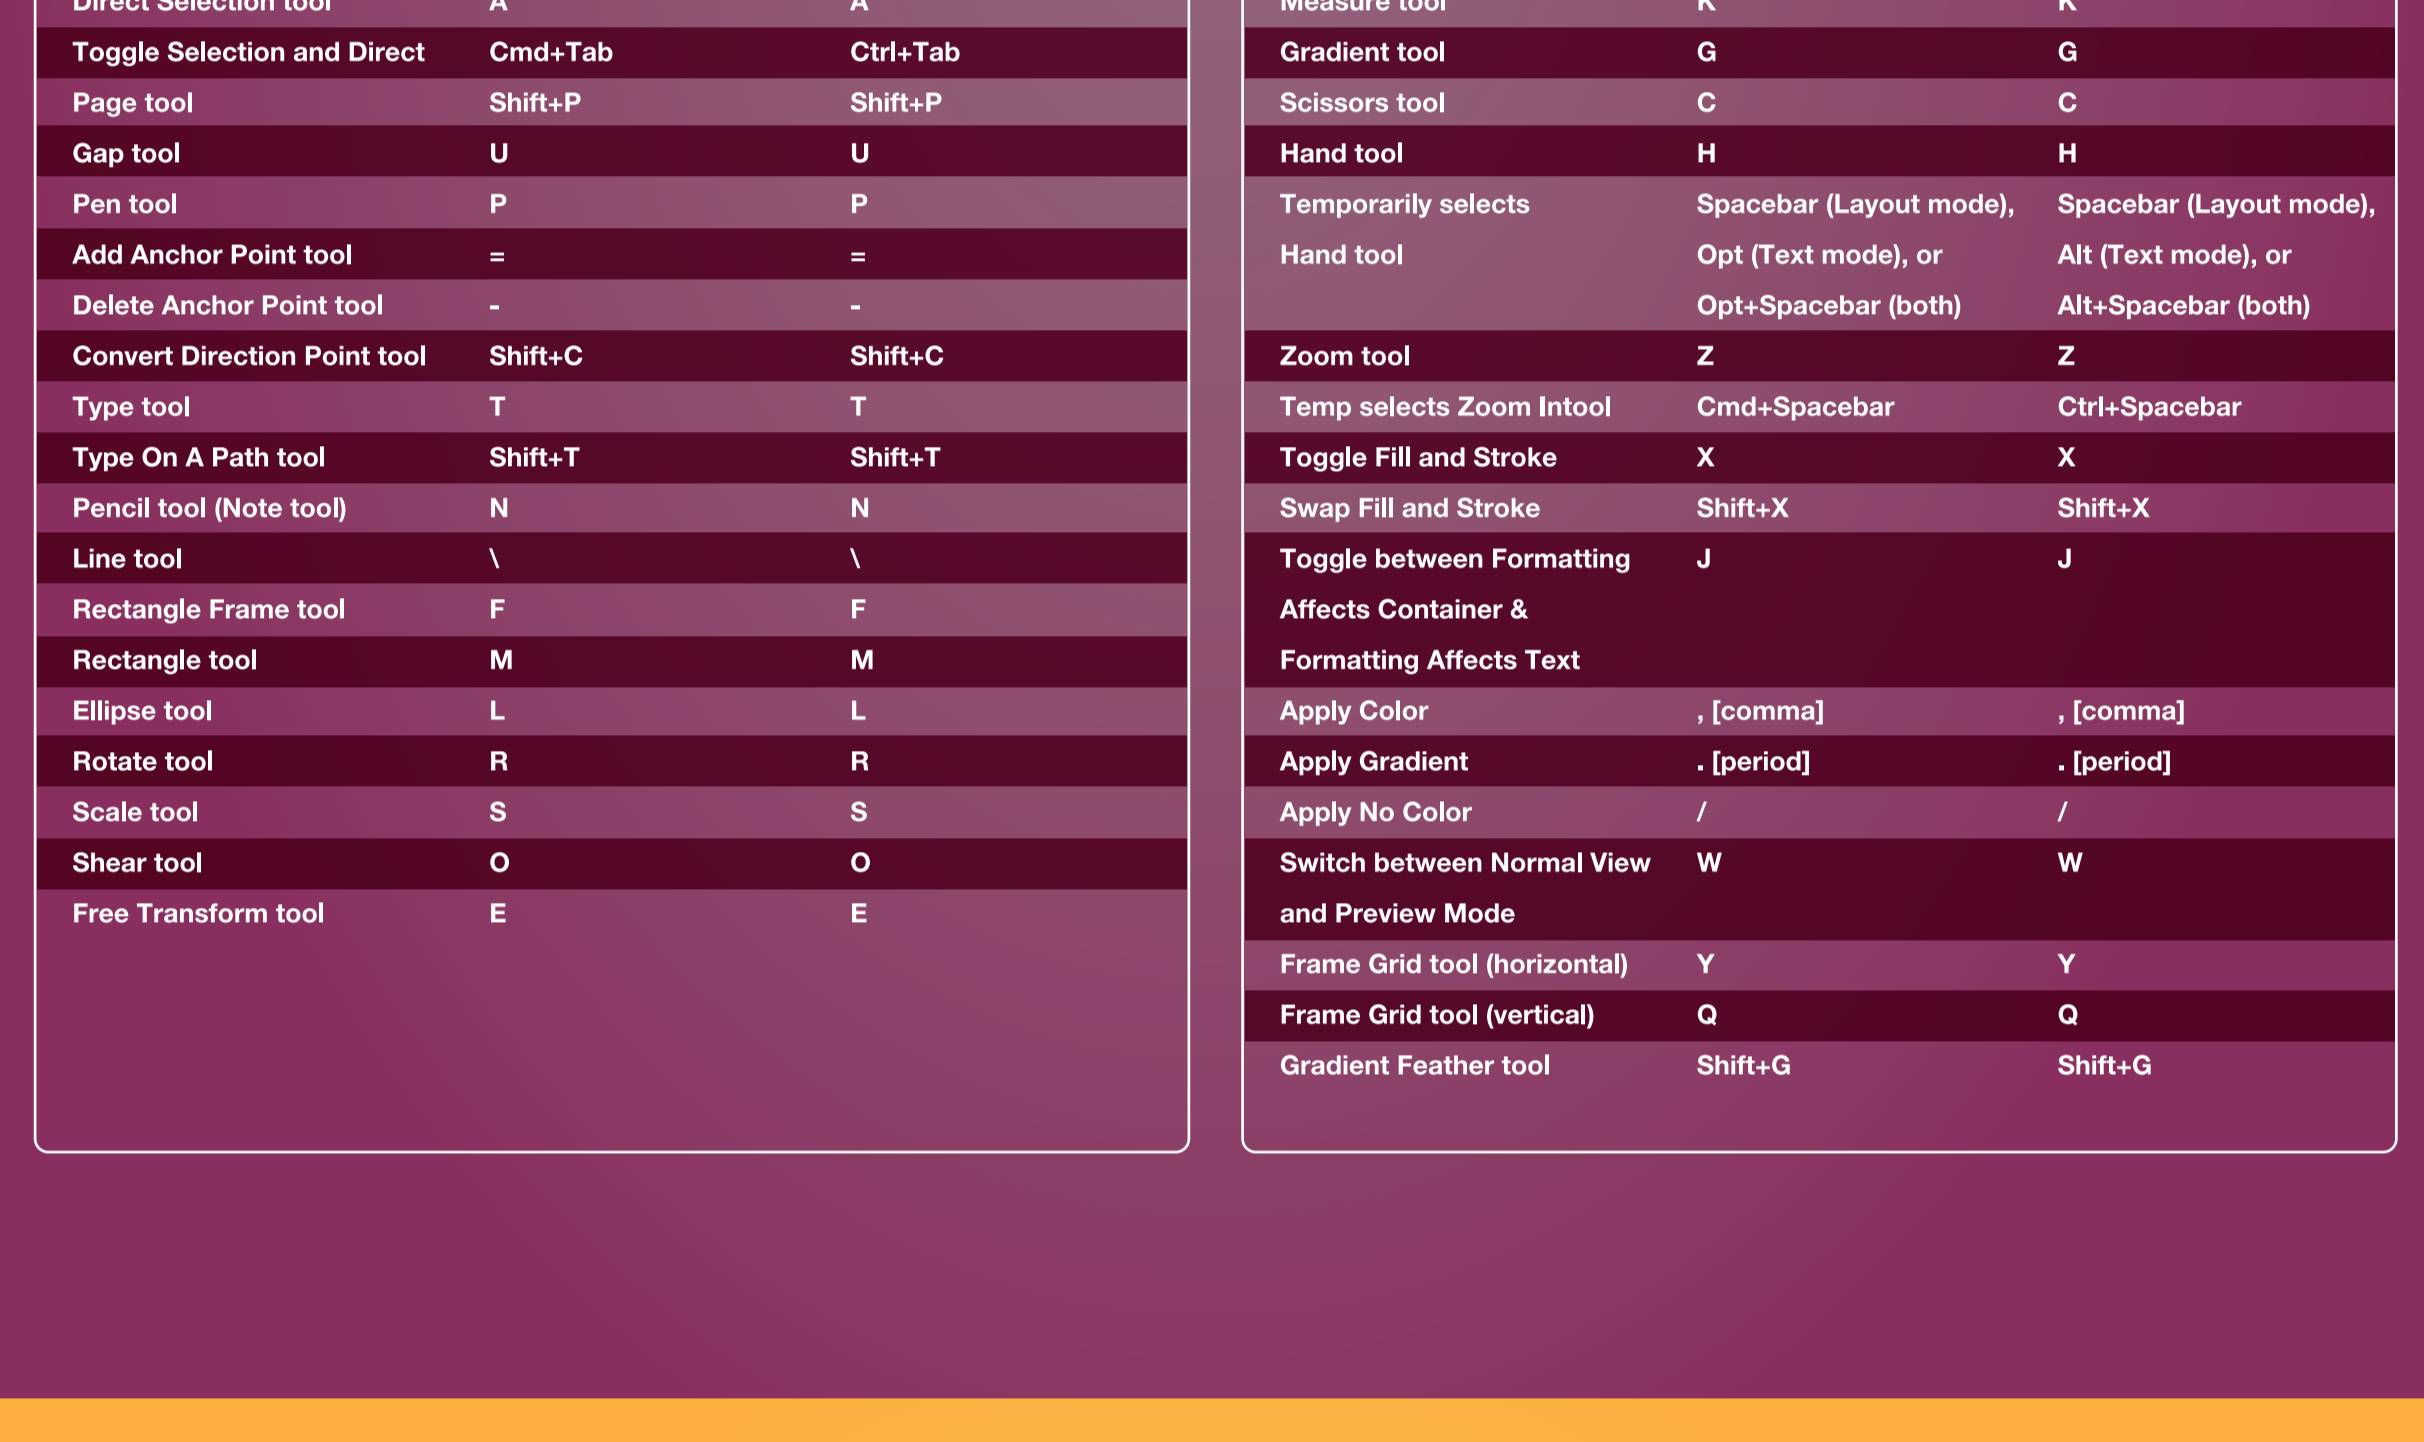 Direct Selection tool A A
Toggle Selection and Direct Cmd+Tab Ctrl+Tab
Page tool Shift+P Shift+P
Gap tool U U
Pen tool P P
Add Anchor Point tool = =
Delete Anchor Point tool - -
Convert Direction Point tool Shift+C Shift+C
Type tool T T
Type On A Path tool Shift+T Shift+T
Pencil tool (Note tool) N N
Line tool \ \
Rectangle Frame tool F F
Rectangle tool M M
Ellipse tool L L
Rotate tool R R
Scale tool S S
Shear tool O O
Free Transform tool E E
Measure tool K K
Gradient tool G G
Scissors tool C C
Hand tool H H
Temporarily selects Spacebar (Layout mode), Spacebar (Layout mode),
Hand tool Opt (Text mode), or Alt (Text mode), or
Opt+Spacebar (both) Alt+Spacebar (both)
Zoom tool Z Z
Temp selects Zoom Intool Cmd+Spacebar Ctrl+Spacebar
Toggle Fill and Stroke X X
Swap Fill and Stroke Shift+X Shift+X
Toggle between Formatting J J
Affects Container &
Formatting Affects Text
Apply Color , [comma] , [comma]
Apply Gradient . [period] . [period]
Apply No Color / /
Switch between Normal View W W
and Preview Mode
Frame Grid tool (horizontal) Y Y
Frame Grid tool (vertical) Q Q
Gradient Feather tool Shift+G Shift+G